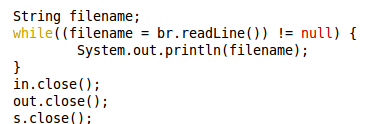 String filename;
while((filename = br.readLine()) != null) {
        System.out.println(filename);
}
in.close();
out.close();
s.close();